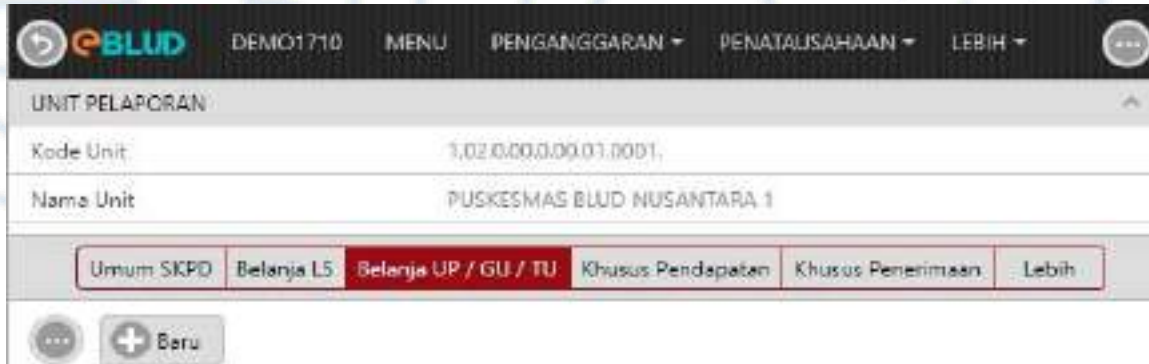 eBLUD DEMO1710 MENU PENGANGGARAN PENATAUSAHAAN LEBIH
UNIT PELAPORAN
Kode Unit 1.02.0.00.0.00.01.0001.
Nama Unit PUSKESMAS BLUD NUSANTARA 1
Umum SKPD Belanja LS Belanja UP / GU / TU Khusus Pendapatan Khusus Penerimaan Lebih
Baru